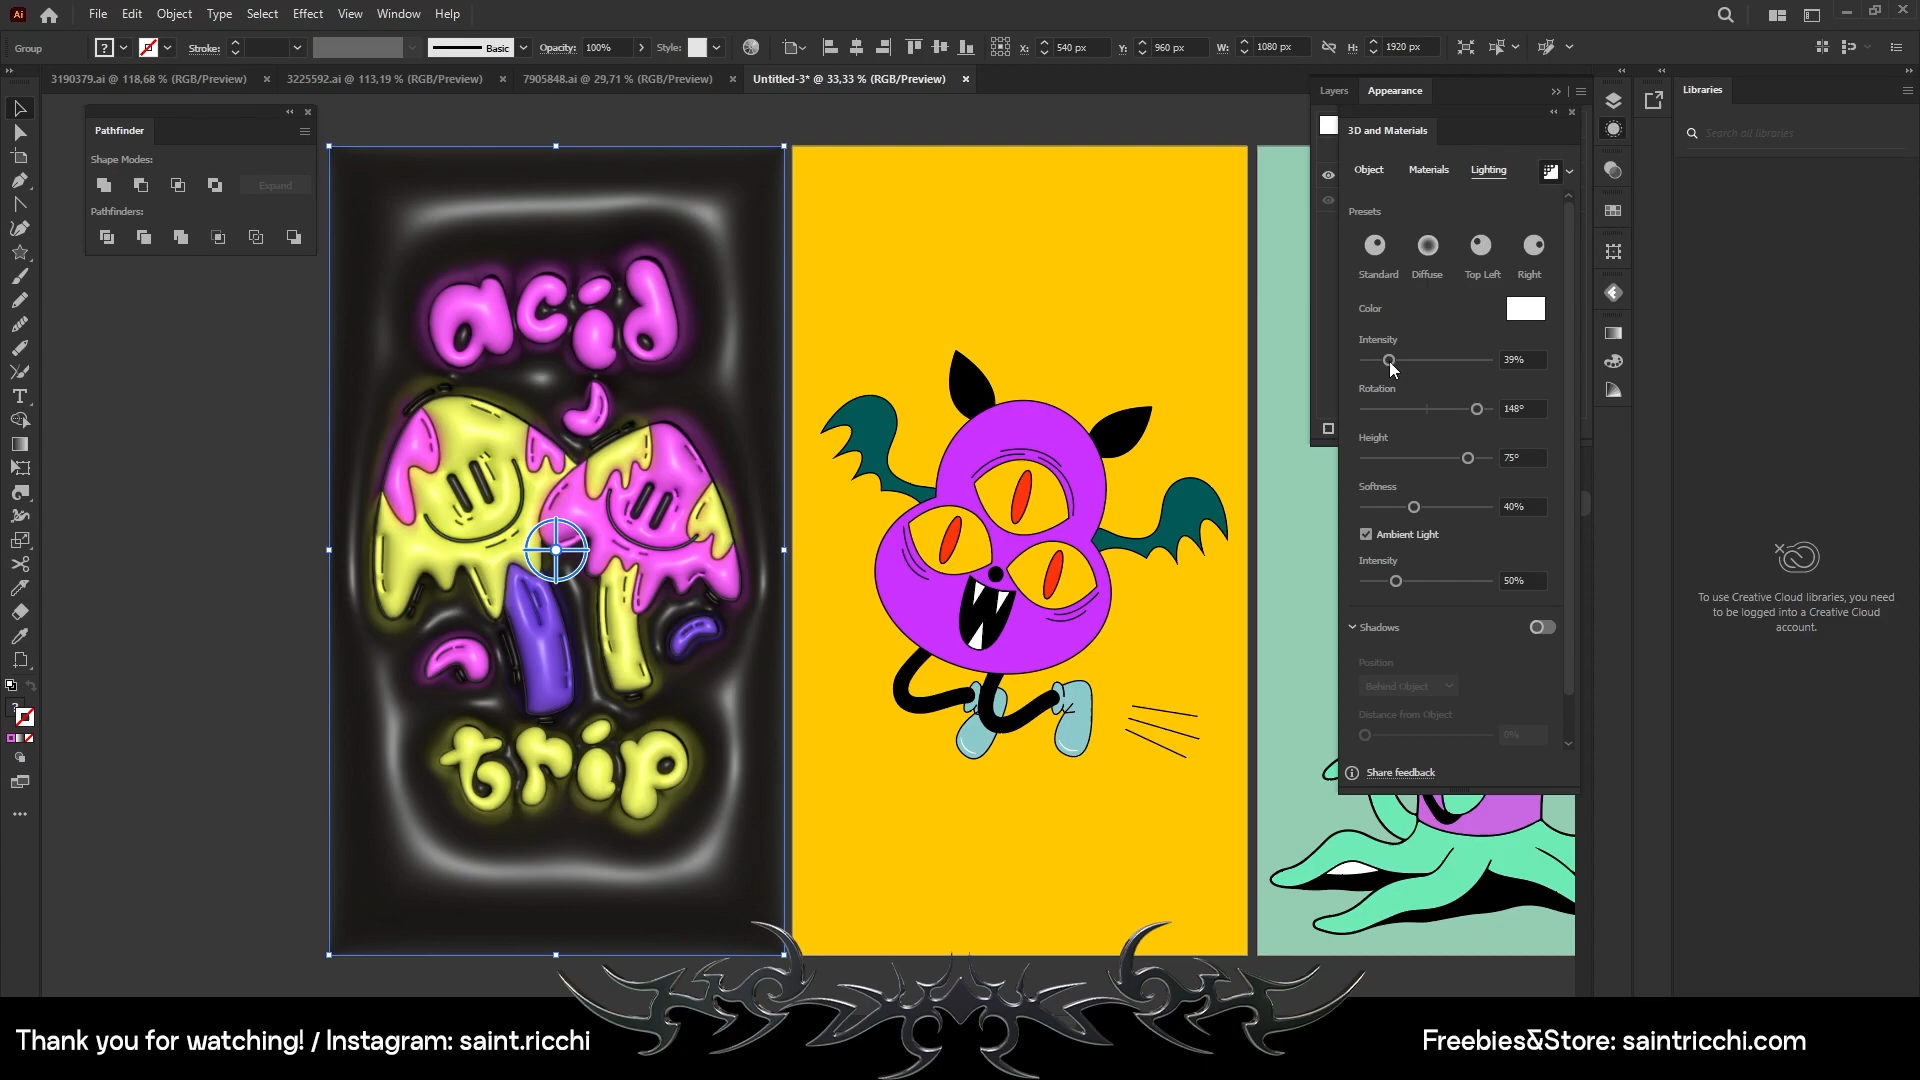 Ai
File Edit Object Type Select Effect View Window Help
Group
Stroke:
Basic
Opacity: 100%
Style:
X: 540 px
Y: 960 px
W: 1080 px
H: 1920 px
3190379.ai @ 118,68 % (RGB/Preview)
3225592.ai @ 113,19 % (RGB/Preview)
7905848.ai @ 29,71 % (RGB/Preview)
Untitled-3* @ 33,33 % (RGB/Preview)
Pathfinder
Shape Modes:
Expand
Pathfinders:
acid
trip
Layers
Appearance
3D and Materials
Object Materials Lighting
Presets
Standard Diffuse Top Left Right
Color
Intensity
39%
Rotation
148°
Height
75°
Softness
40%
Ambient Light
Intensity
50%
Shadows
Position
Behind Object
Distance from Object
0%
Share feedback
Libraries
Search all libraries
To use Creative Cloud libraries, you need
to be logged into a Creative Cloud
account.
Thank you for watching! / Instagram: saint.ricchi
Freebies&Store: saintricchi.com